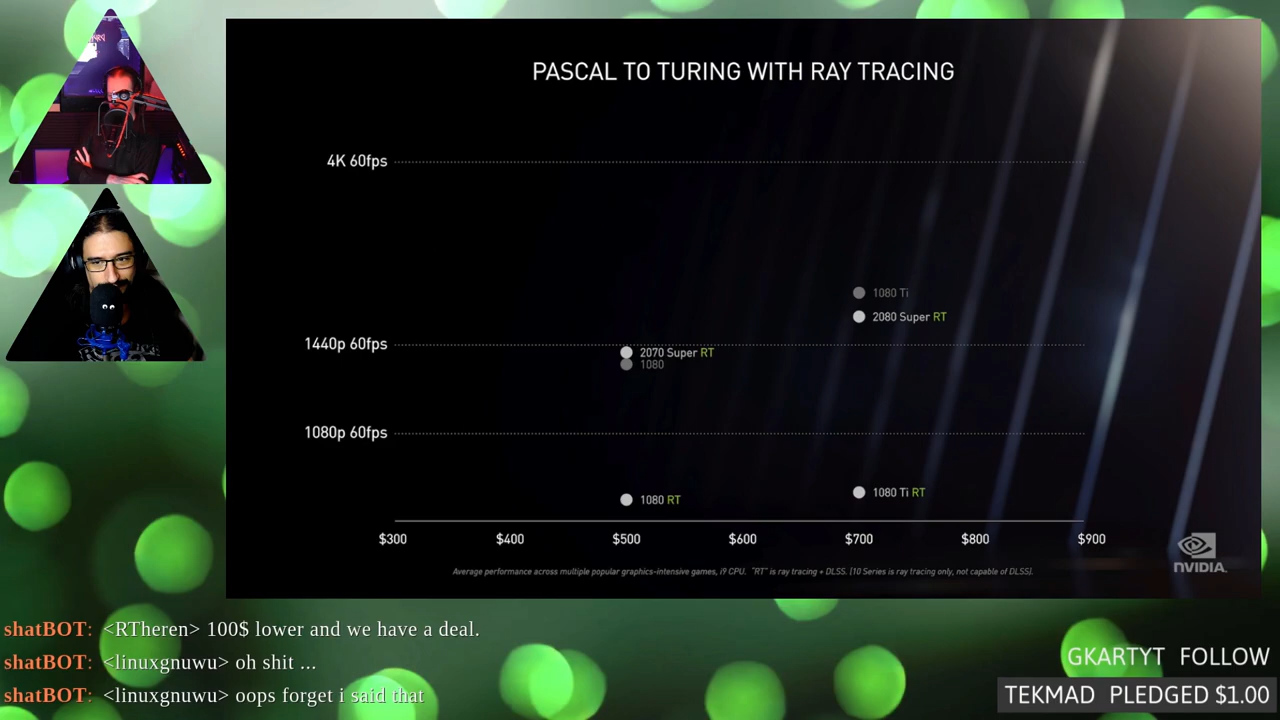 PASCAL TO TURING WITH RAY TRACING
4K 60fps
1080 Ti
2080 Super RT
1440p 60fps
2070 Super RT
1080
1080p 60fps
1080 RT
1080 Ti RT
$300 $400 $500 $600 $700 $800 $900
Average performance across multiple popular graphics-intensive games, i9 CPU. "RT" is ray tracing + DLSS. (10 Series is ray tracing only, not capable of DLSS).
NVIDIA.
shatBOT: <RTheren> 100$ lower and we have a deal.
shatBOT: <linuxgnuwu> oh shit ...
shatBOT: <linuxgnuwu> oops forget i said that
GKARTYT FOLLOW
TEKMAD PLEDGED $1.00